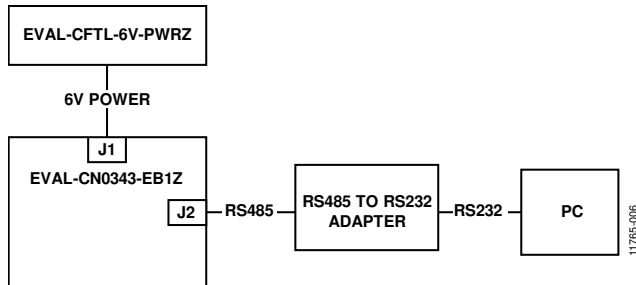 EVAL-CFTL-6V-PWRZ
6V POWER
J1
EVAL-CN0343-EB1Z
J2
RS485
RS485 TO RS232
ADAPTER
RS232
PC
11765-006